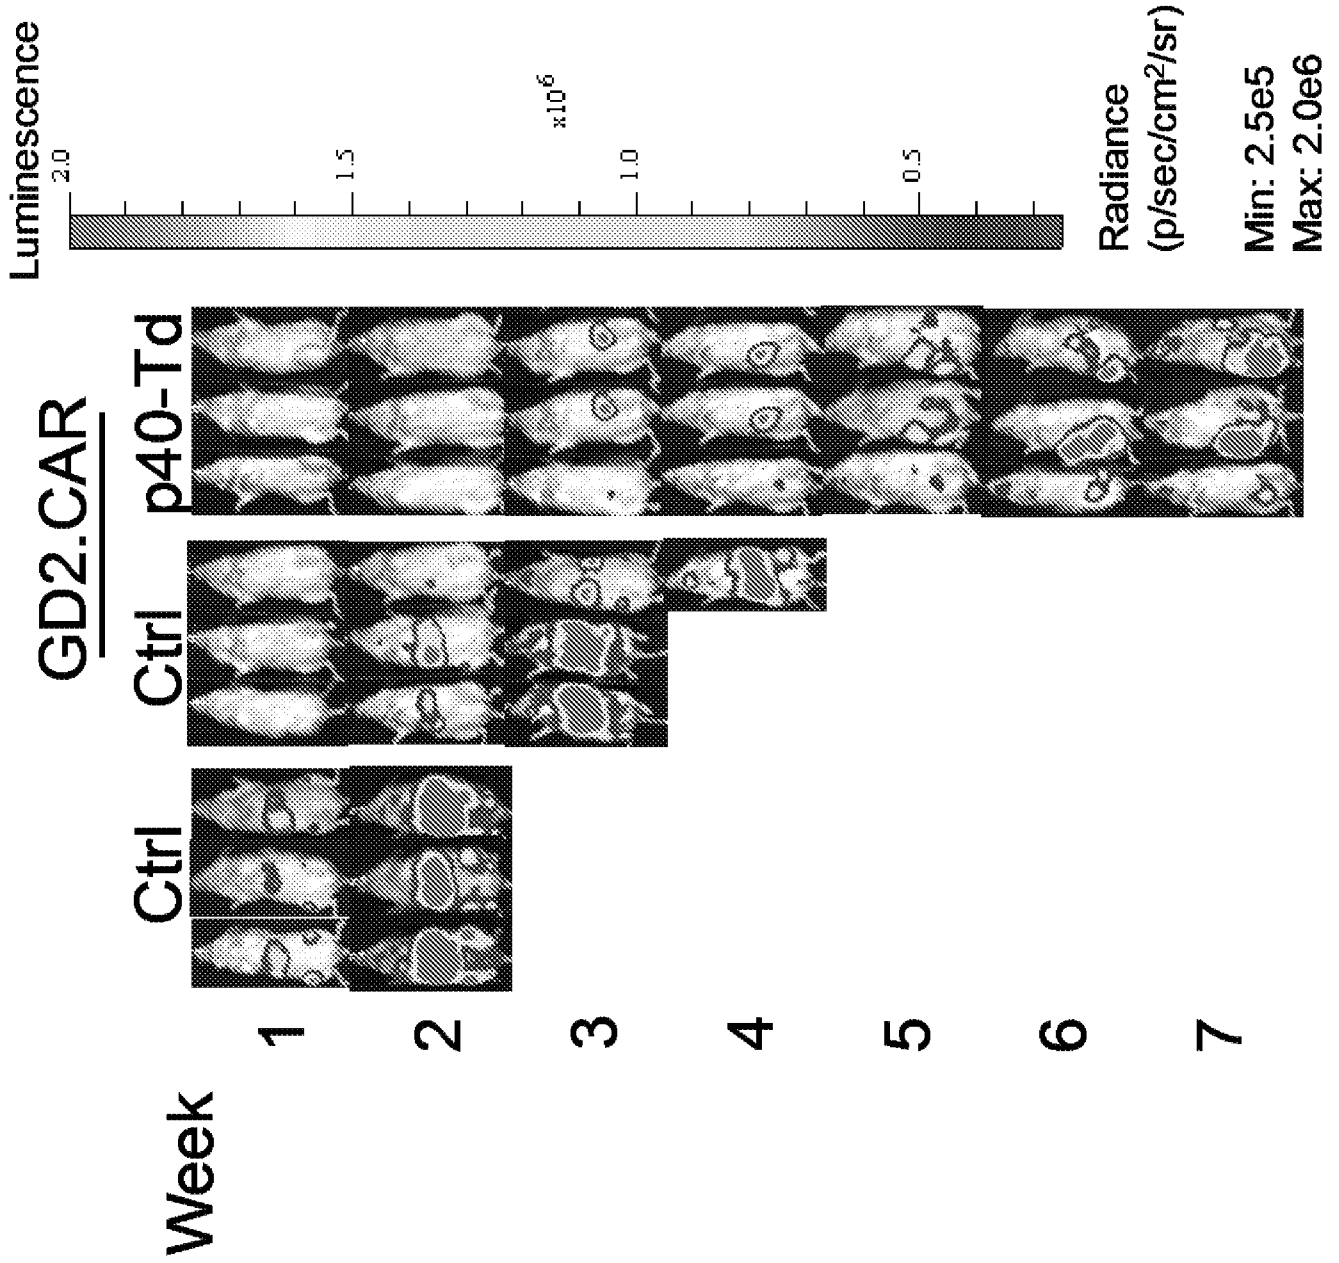 Luminescence
2.0
1.5
1.0
0.5
x10⁶
Radiance
(p/sec/cm²/sr)
Min: 2.5e5
Max: 2.0e6
GD2.CAR
Ctrl
Ctrl
p40-Td
Week
1
2
3
4
5
6
7